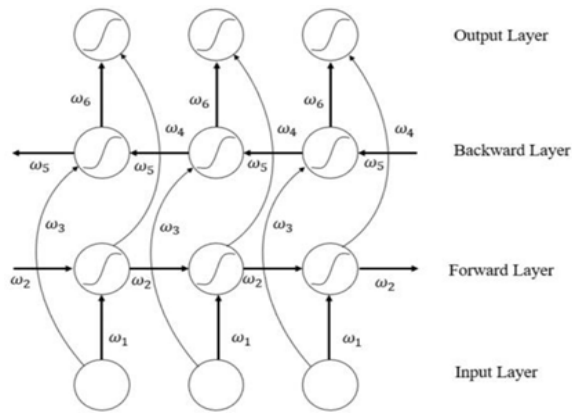 Output Layer
ω₆ ω₆ ω₆
ω₄ ω₄ ω₄
Backward Layer
ω₅ ω₅ ω₅ ω₅
ω₃ ω₃ ω₃
Forward Layer
ω₂ ω₂ ω₂ ω₂
ω₁ ω₁ ω₁
Input Layer